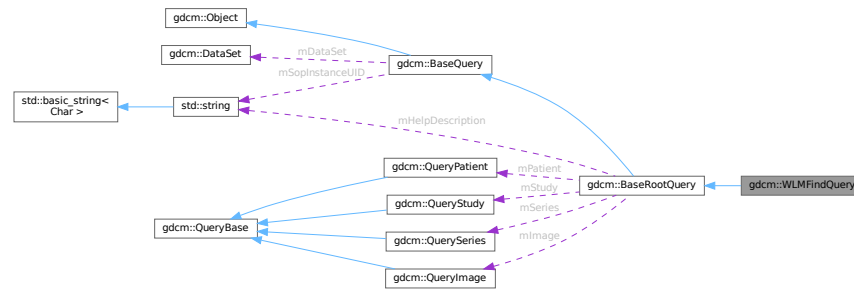 gdcm::Object
gdcm::DataSet
mDataSet
gdcm::BaseQuery
mSopInstanceUID
std::basic_string<
Char >
std::string
mHelpDescription
gdcm::QueryPatient
mPatient
gdcm::BaseRootQuery
gdcm::WLMFindQuery
mStudy
gdcm::QueryStudy
mSeries
gdcm::QueryBase
gdcm::QuerySeries
mImage
gdcm::QueryImage